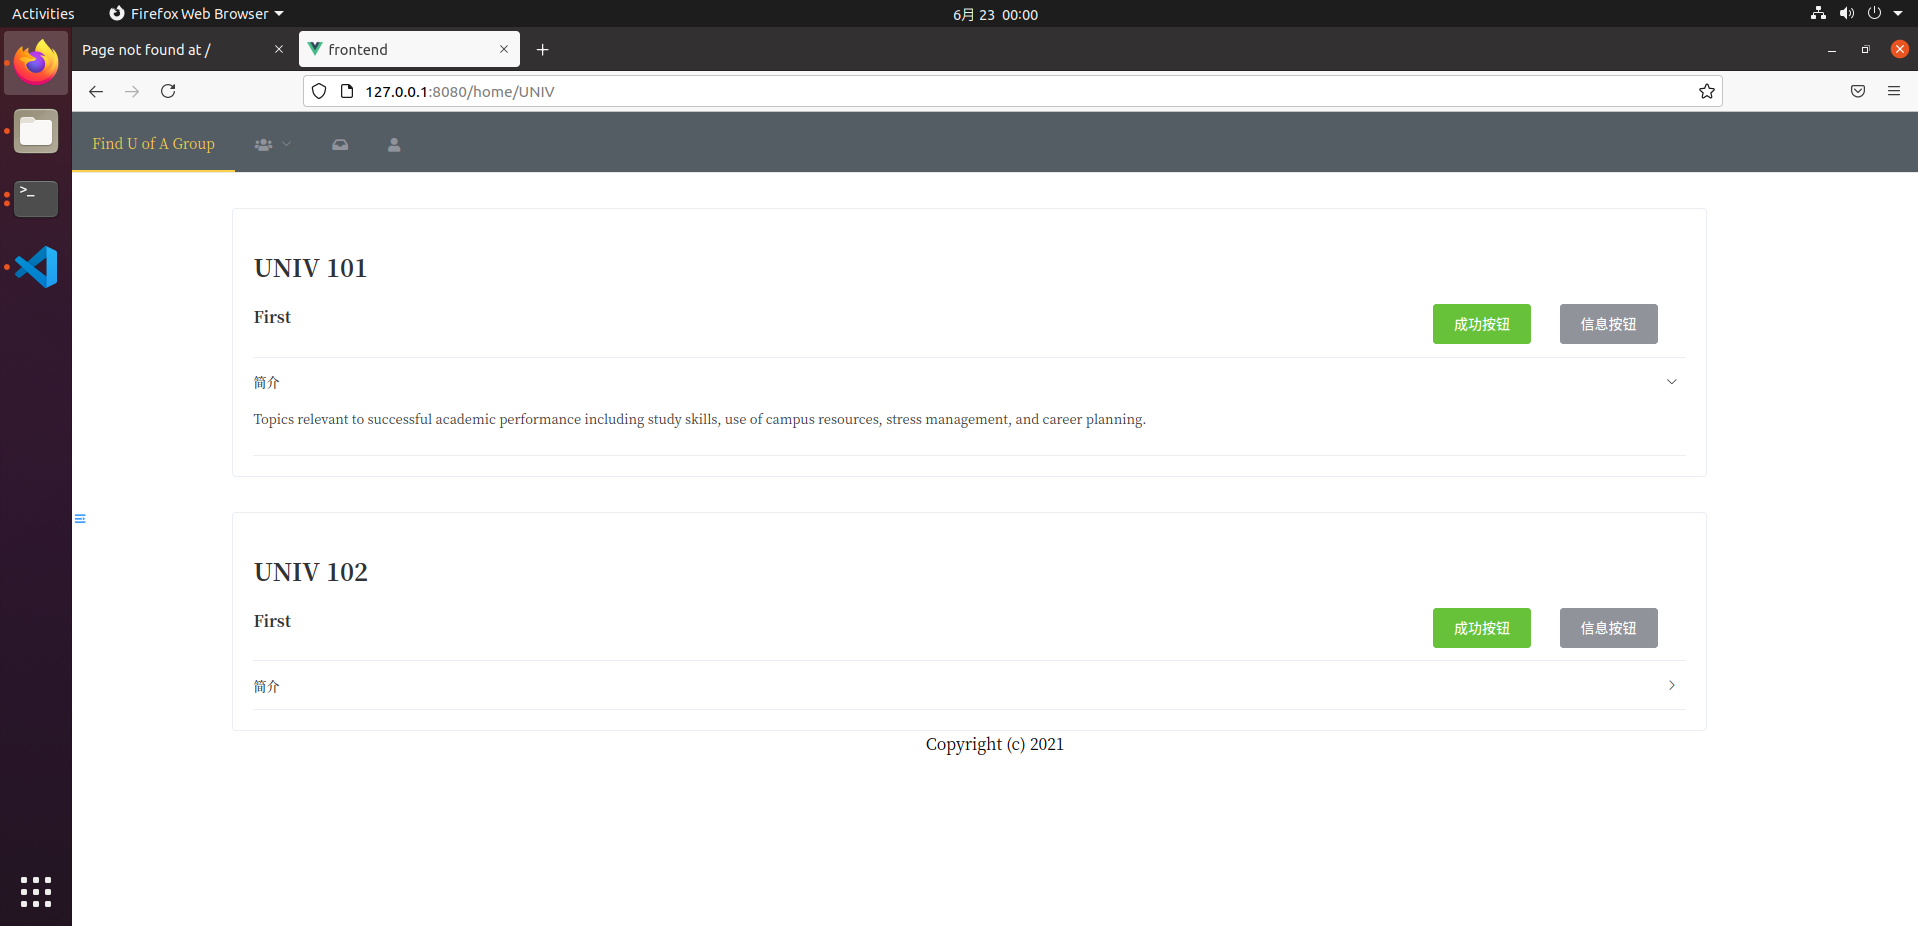 Activities Firefox Web Browser 6月 23 00:00
Page not found at / frontend
127.0.0.1:8080/home/UNIV
Find U of A Group
UNIV 101
First 成功按钮 信息按钮
简介
Topics relevant to successful academic performance including study skills, use of campus resources, stress management, and career planning.
UNIV 102
First 成功按钮 信息按钮
简介
Copyright (c) 2021